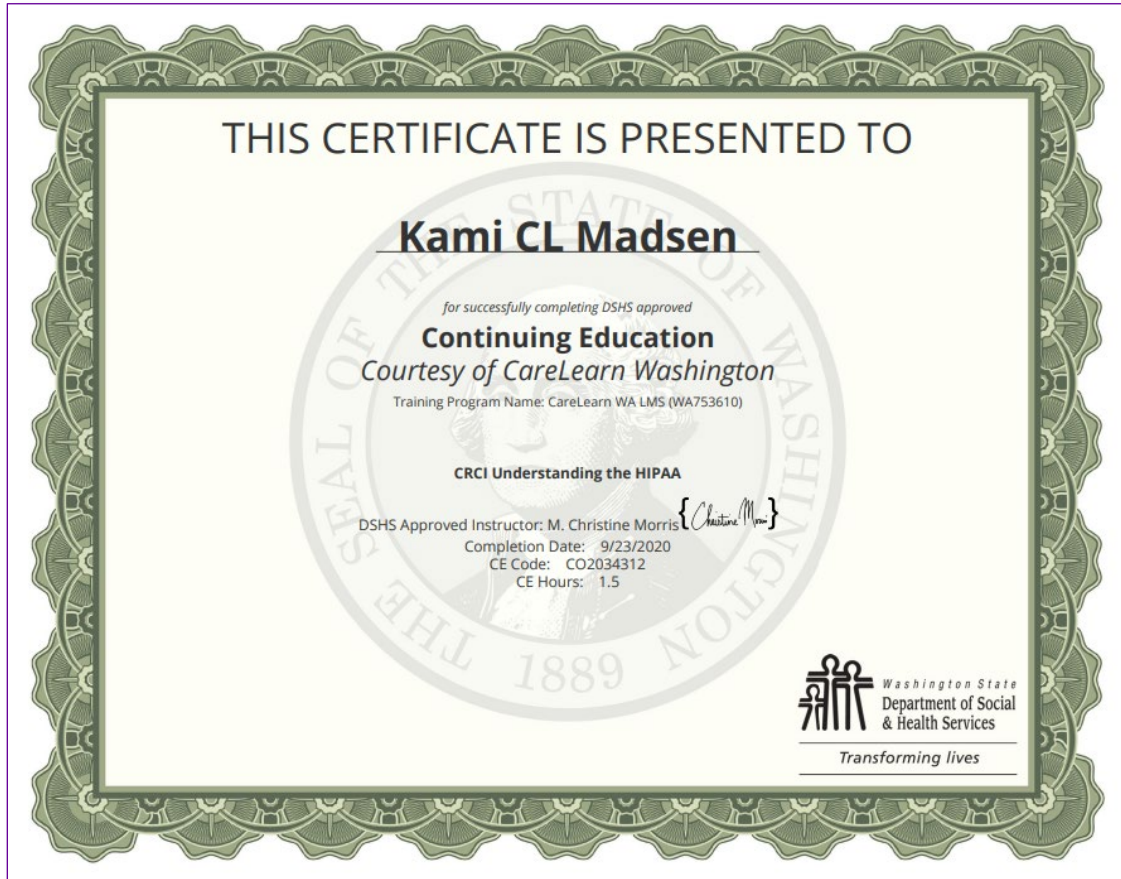 THIS CERTIFICATE IS PRESENTED TO
Kami CL Madsen
for successfully completing DSHS approved
Continuing Education
Courtesy of CareLearn Washington
Training Program Name: CareLearn WA LMS (WA753610)
CRCI Understanding the HIPAA
DSHS Approved Instructor: M. Christine Morris {Christine Morris}
Completion Date: 9/23/2020
CE Code: CO2034312
CE Hours: 1.5
THE SEAL OF THE STATE OF WASHINGTON
1889
Washington State
Department of Social
& Health Services
Transforming lives